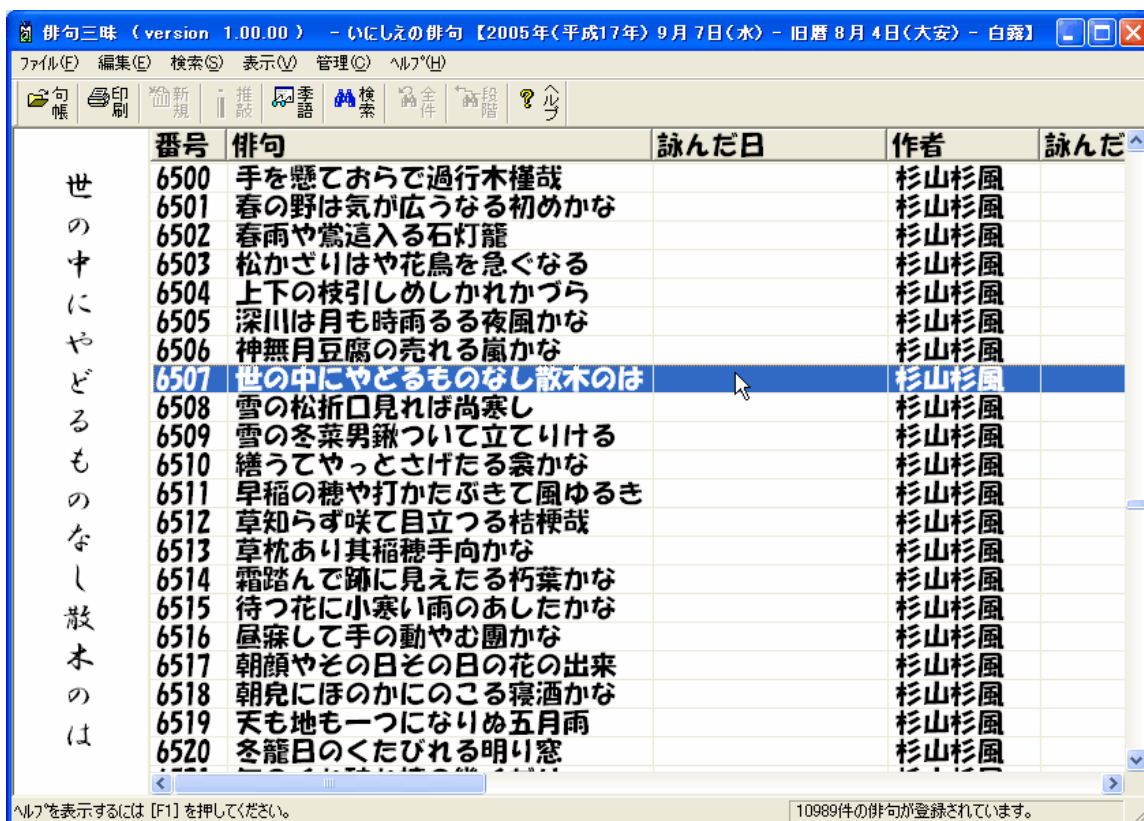 俳句三昧 （version 1.00.00） －いにしえの俳句 【2005年(平成17年) 9月 7日(水) － 旧暦 8月 4日(大安) － 白露】
ファイル(F) 編集(E) 検索(S) 表示(V) 管理(C) ヘルプ(H)
句帳 印刷 新規 推敲 季語 検索 全件 段階 ヘルプ
番号 俳句 詠んだ日 作者 詠んだ
6500 手を懸ておらで過行木槿哉 杉山杉風
6501 春の野は気が広うなる初めかな 杉山杉風
6502 春雨や鶯這入る石灯籠 杉山杉風
6503 松かざりはや花鳥を急ぐなる 杉山杉風
6504 上下の枝引しめしかれかづら 杉山杉風
6505 深川は月も時雨るる夜風かな 杉山杉風
6506 神無月豆腐の売れる嵐かな 杉山杉風
6507 世の中にやどるものなし散木のは 杉山杉風
6508 雪の松折口見れば尚寒し 杉山杉風
6509 雪の冬菜男鍬ついて立てりける 杉山杉風
6510 繕うてやっとさげたる衾かな 杉山杉風
6511 早稲の穂や打かたぶきて風ゆるき 杉山杉風
6512 草知らず咲て目立つる桔梗哉 杉山杉風
6513 草枕あり其稲穂手向かな 杉山杉風
6514 霜踏んで跡に見えたる朽葉かな 杉山杉風
6515 待つ花に小寒い雨のあしたかな 杉山杉風
6516 昼寐して手の動やむ團かな 杉山杉風
6517 朝顔やその日その日の花の出来 杉山杉風
6518 朝皃にほのかにのこる寝酒かな 杉山杉風
6519 天も地も一つになりぬ五月雨 杉山杉風
6520 冬籠日のくたびれる明り窓 杉山杉風
世の中にやどるものなし散木のは
ヘルプを表示するには [F1] を押してください。 10989件の俳句が登録されています。